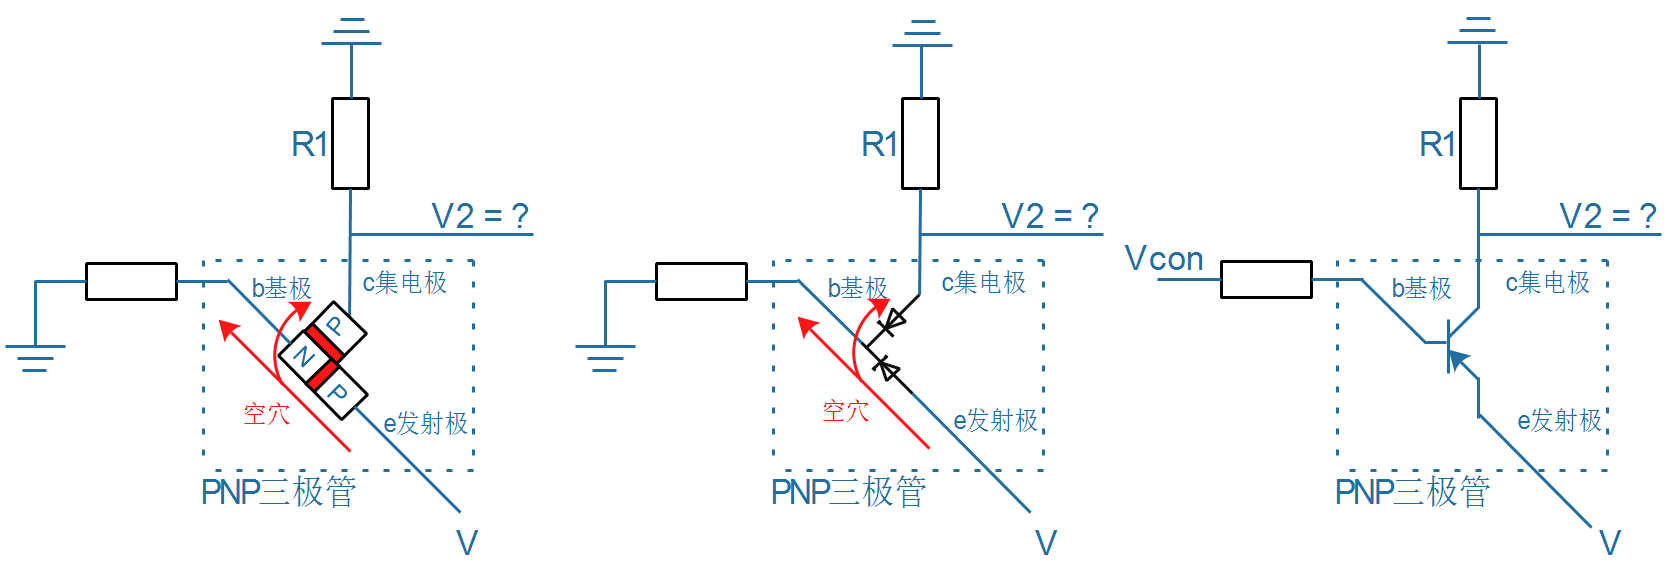 R1
V2 = ?
b基极
c集电极
P
N
P
空穴
e发射极
PNP三极管
V
R1
V2 = ?
b基极
c集电极
空穴
e发射极
PNP三极管
V
R1
V2 = ?
Vcon
b基极
c集电极
e发射极
PNP三极管
V